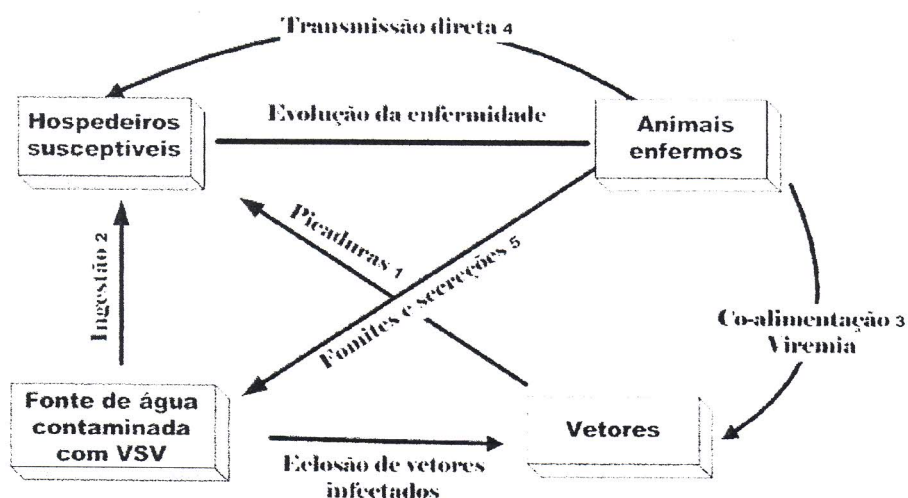 Transmissão direta 4
Hospedeiros
susceptíveis
Evolução da enfermidade
Animais
enfermos
Picaduras 1
Fomites e secreções 5
Ingestão 2
Co-alimentação 3
Viremia
Fonte de água
contaminada
com VSV
Vetores
Eclosão de vetores
infectados